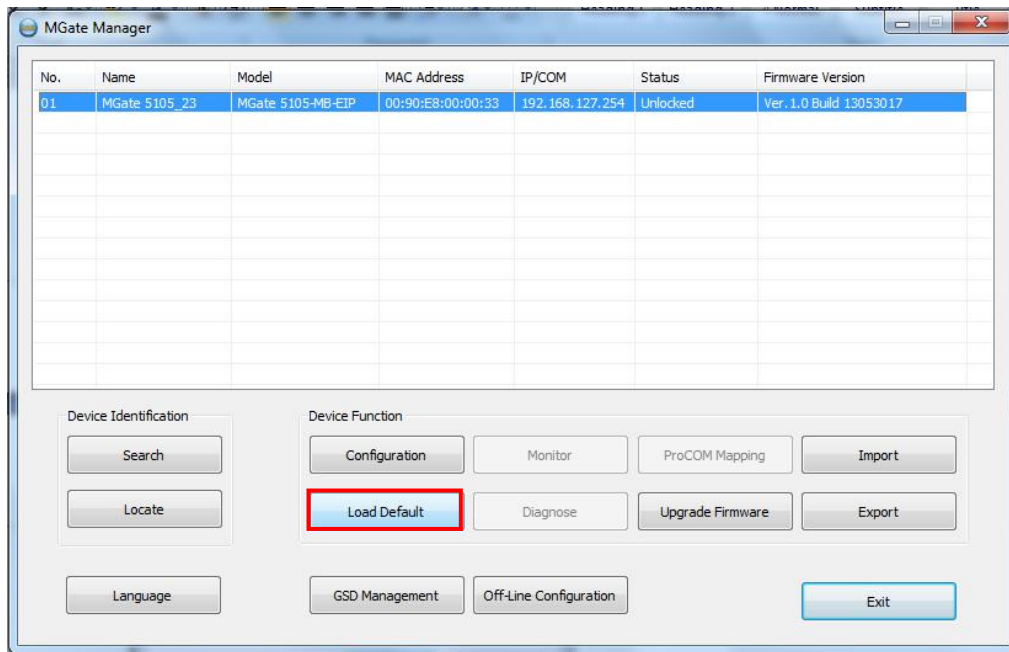 MGate Manager
No. Name Model MAC Address IP/COM Status Firmware Version
01 MGate 5105_23 MGate 5105-MB-EIP 00:90:E8:00:00:33 192.168.127.254 Unlocked Ver.1.0 Build 13053017
Device Identification Device Function
Search Configuration Monitor ProCOM Mapping Import
Locate Load Default Diagnose Upgrade Firmware Export
Language GSD Management Off-Line Configuration Exit